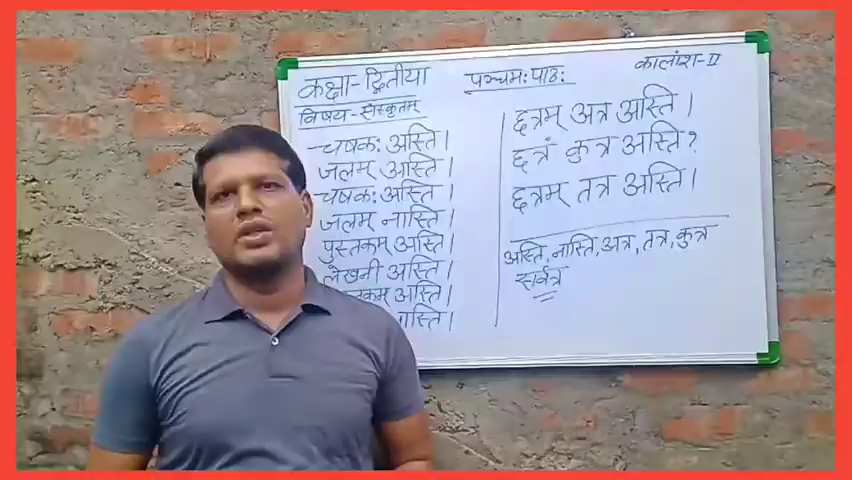 कक्षा-द्वितीया
पञ्चमः पाठः
कालांश-II
विषय-संस्कृतम्
चषकः अस्ति।
जलम् अस्ति।
चषकः अस्ति।
जलम् नास्ति।
पुस्तकम् अस्ति।
लेखनी अस्ति।
अस्ति।
छत्रम् अत्र अस्ति।
छत्रं कुत्र अस्ति?
छत्रम् तत्र अस्ति।
अस्ति, नास्ति, अत्र, तत्र, कुत्र
सर्वत्र